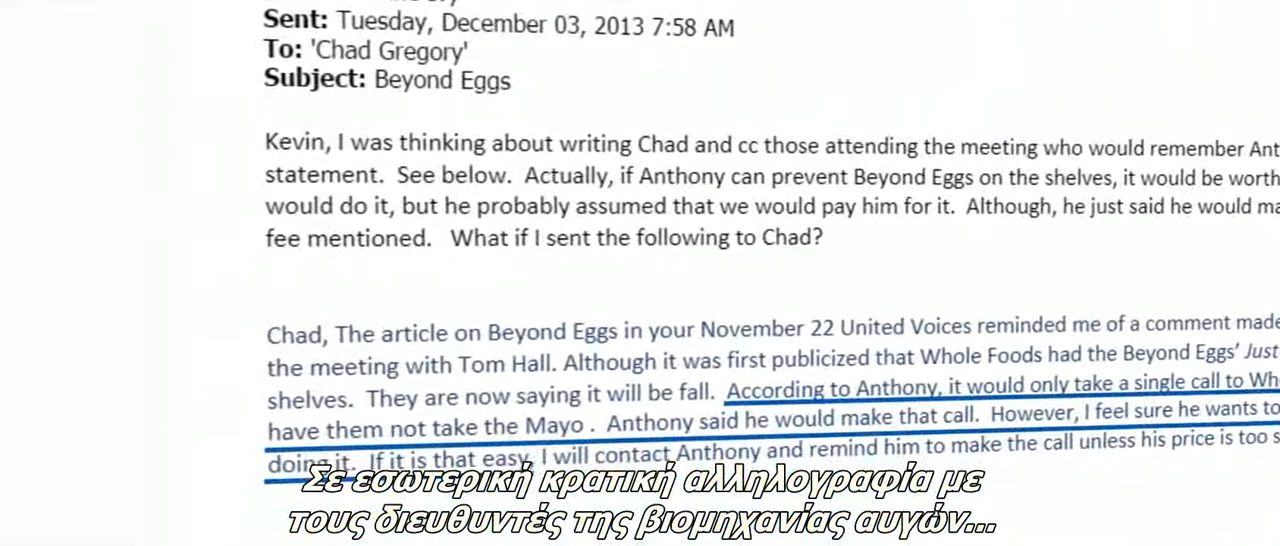 Sent: Tuesday, December 03, 2013 7:58 AM
To: 'Chad Gregory'
Subject: Beyond Eggs
Kevin, I was thinking about writing Chad and cc those attending the meeting who would remember Ant
statement. See below. Actually, if Anthony can prevent Beyond Eggs on the shelves, it would be worth
would do it, but he probably assumed that we would pay him for it. Although, he just said he would ma
fee mentioned. What if I sent the following to Chad?
Chad, The article on Beyond Eggs in your November 22 United Voices reminded me of a comment made
the meeting with Tom Hall. Although it was first publicized that Whole Foods had the Beyond Eggs' Just
shelves. They are now saying it will be fall. According to Anthony, it would only take a single call to Wh
have them not take the Mayo . Anthony said he would make that call. However, I feel sure he wants to
doing it. If it is that easy, I will contact Anthony and remind him to make the call unless his price is too s
Σε εσωτερική κρατική αλληλογραφία με
τους διευθυντές της βιομηχανίας αυγών...